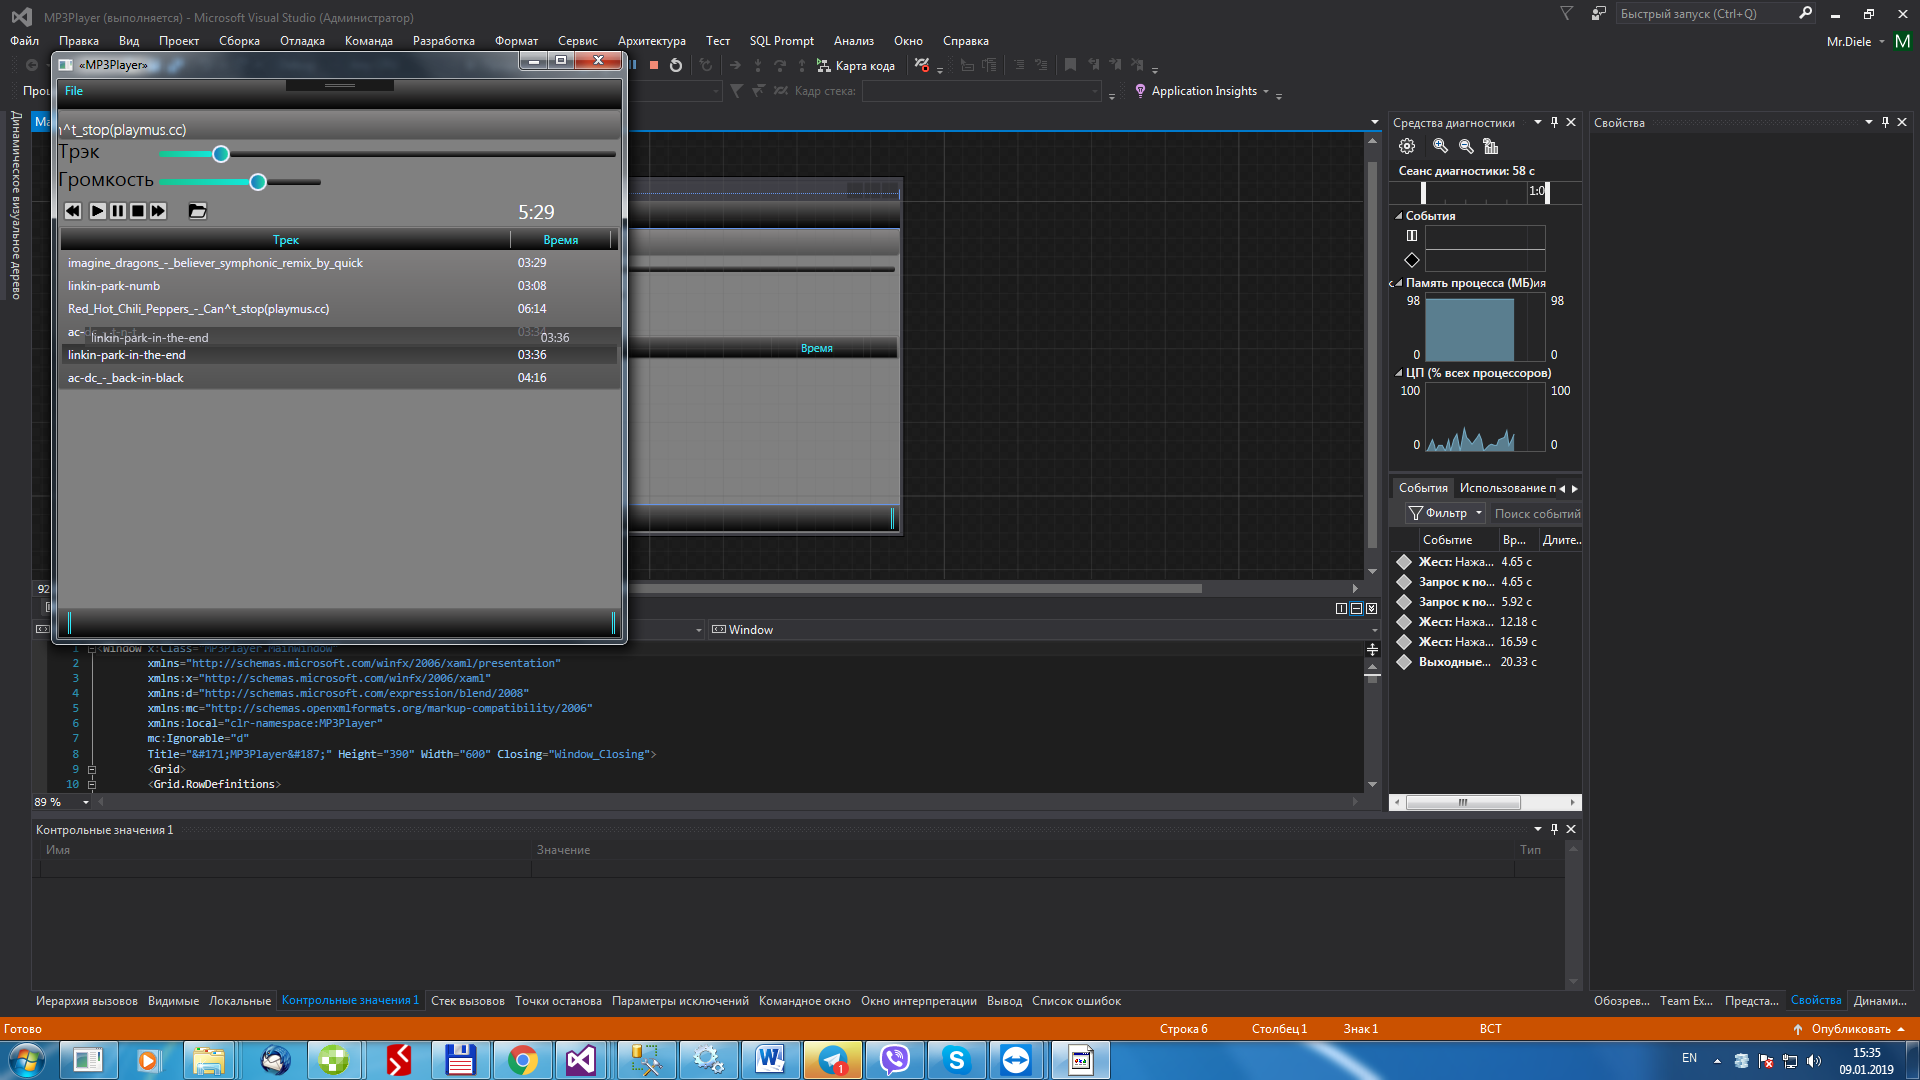 MP3Player (выполняется) - Microsoft Visual Studio (Администратор)
Быстрый запуск (Ctrl+Q)
Файл Правка Вид Проект Сборка Отладка Команда Разработка Формат Сервис Архитектура Тест SQL Prompt Анализ Окно Справка
Mr.Diele M
«MP3Player»
Карта кода
Кадр стека:
Application Insights
File
^t_stop(playmus.cc)
Трэк
Громкость
5:29
Трек Время
imagine_dragons_-_believer_symphonic_remix_by_quick 03:29
linkin-park-numb 03:08
Red_Hot_Chili_Peppers_-_Can^t_stop(playmus.cc) 06:14
linkin-park-in-the-end 03:36
linkin-park-in-the-end 03:36
ac-dc_-_back-in-black 04:16
Динамическое визуальное дерево
Время
Window
1 <Window x:Class="MP3Player.MainWindow"
2 xmlns="http://schemas.microsoft.com/winfx/2006/xaml/presentation"
3 xmlns:x="http://schemas.microsoft.com/winfx/2006/xaml"
4 xmlns:d="http://schemas.microsoft.com/expression/blend/2008"
5 xmlns:mc="http://schemas.openxmlformats.org/markup-compatibility/2006"
6 xmlns:local="clr-namespace:MP3Player"
7 mc:Ignorable="d"
8 Title="&#171;MP3Player&#187;" Height="390" Width="600" Closing="Window_Closing">
9 <Grid>
10 <Grid.RowDefinitions>
89 %
Средства диагностики
Сеанс диагностики: 58 с
1:0
События
Память процесса (МБ)
98 98
0 0
ЦП (% всех процессоров)
100 100
0 0
События Использование п
Фильтр Поиск событий
Событие Вр... Длите..
Жест: Нажа... 4.65 с
Запрос к по... 4.65 с
Запрос к по... 5.92 с
Жест: Нажа... 12.18 с
Жест: Нажа... 16.59 с
Выходные... 20.33 с
Свойства
Контрольные значения 1
Имя Значение Тип
Иерархия вызовов Видимые Локальные Контрольные значения 1 Стек вызовов Точки останова Параметры исключений Командное окно Окно интерпретации Вывод Список ошибок
Обозрев... Team Ex... Предста... Свойства Динами...
Готово Строка 6 Столбец 1 Знак 1 ВСТ Опубликовать
EN 15:35
09.01.2019